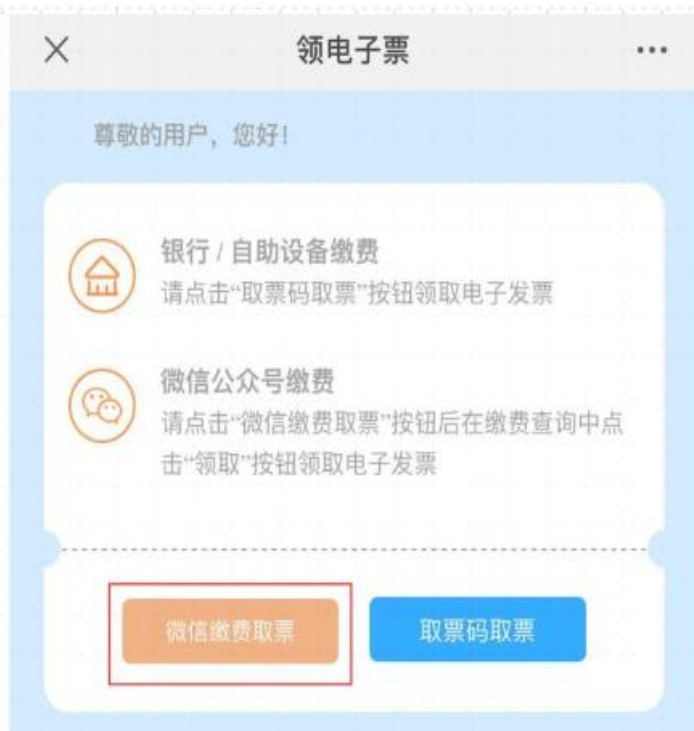 领电子票
尊敬的用户，您好！
银行 / 自助设备缴费
请点击“取票码取票”按钮领取电子发票
微信公众号缴费
请点击“微信缴费取票”按钮后在缴费查询中点
击“领取”按钮领取电子发票
微信缴费取票 取票码取票